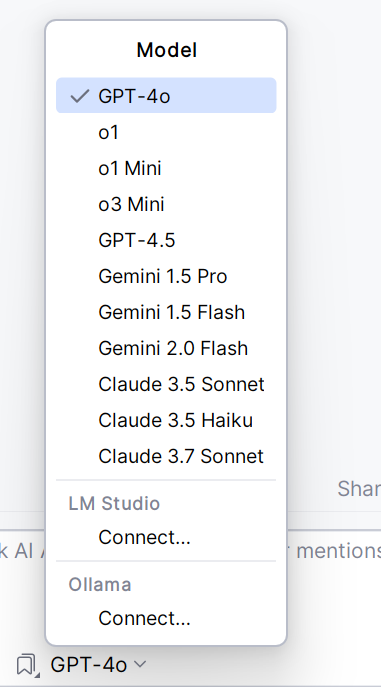 Model
GPT-4o
o1
o1 Mini
o3 Mini
GPT-4.5
Gemini 1.5 Pro
Gemini 1.5 Flash
Gemini 2.0 Flash
Claude 3.5 Sonnet
Claude 3.5 Haiku
Claude 3.7 Sonnet
LM Studio
Connect...
Ollama
Connect...
AI mentions
GPT-4o